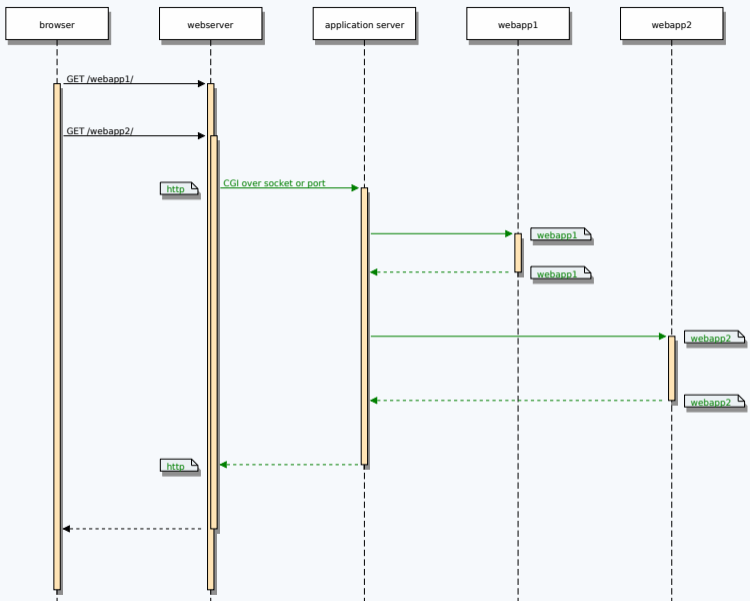 browser
webserver
application server
webapp1
webapp2
GET /webapp1/
GET /webapp2/
http
CGI over socket or port
webapp1
webapp1
webapp2
webapp2
http